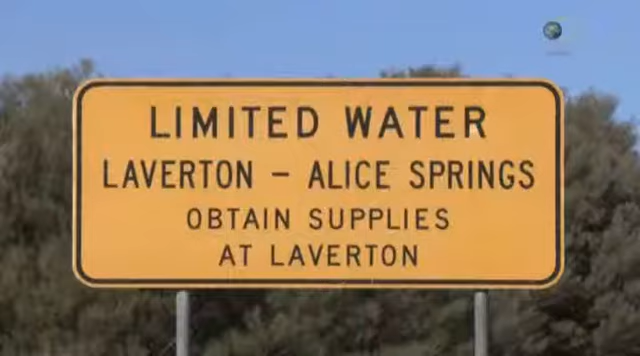 LIMITED WATER
LAVERTON – ALICE SPRINGS
OBTAIN SUPPLIES
AT LAVERTON